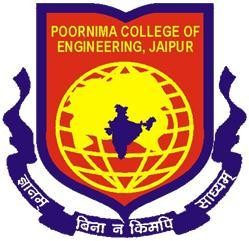 POORNIMA COLLEGE OF
ENGINEERING, JAIPUR
ज्ञानम् बिना न किमपि साध्यम्